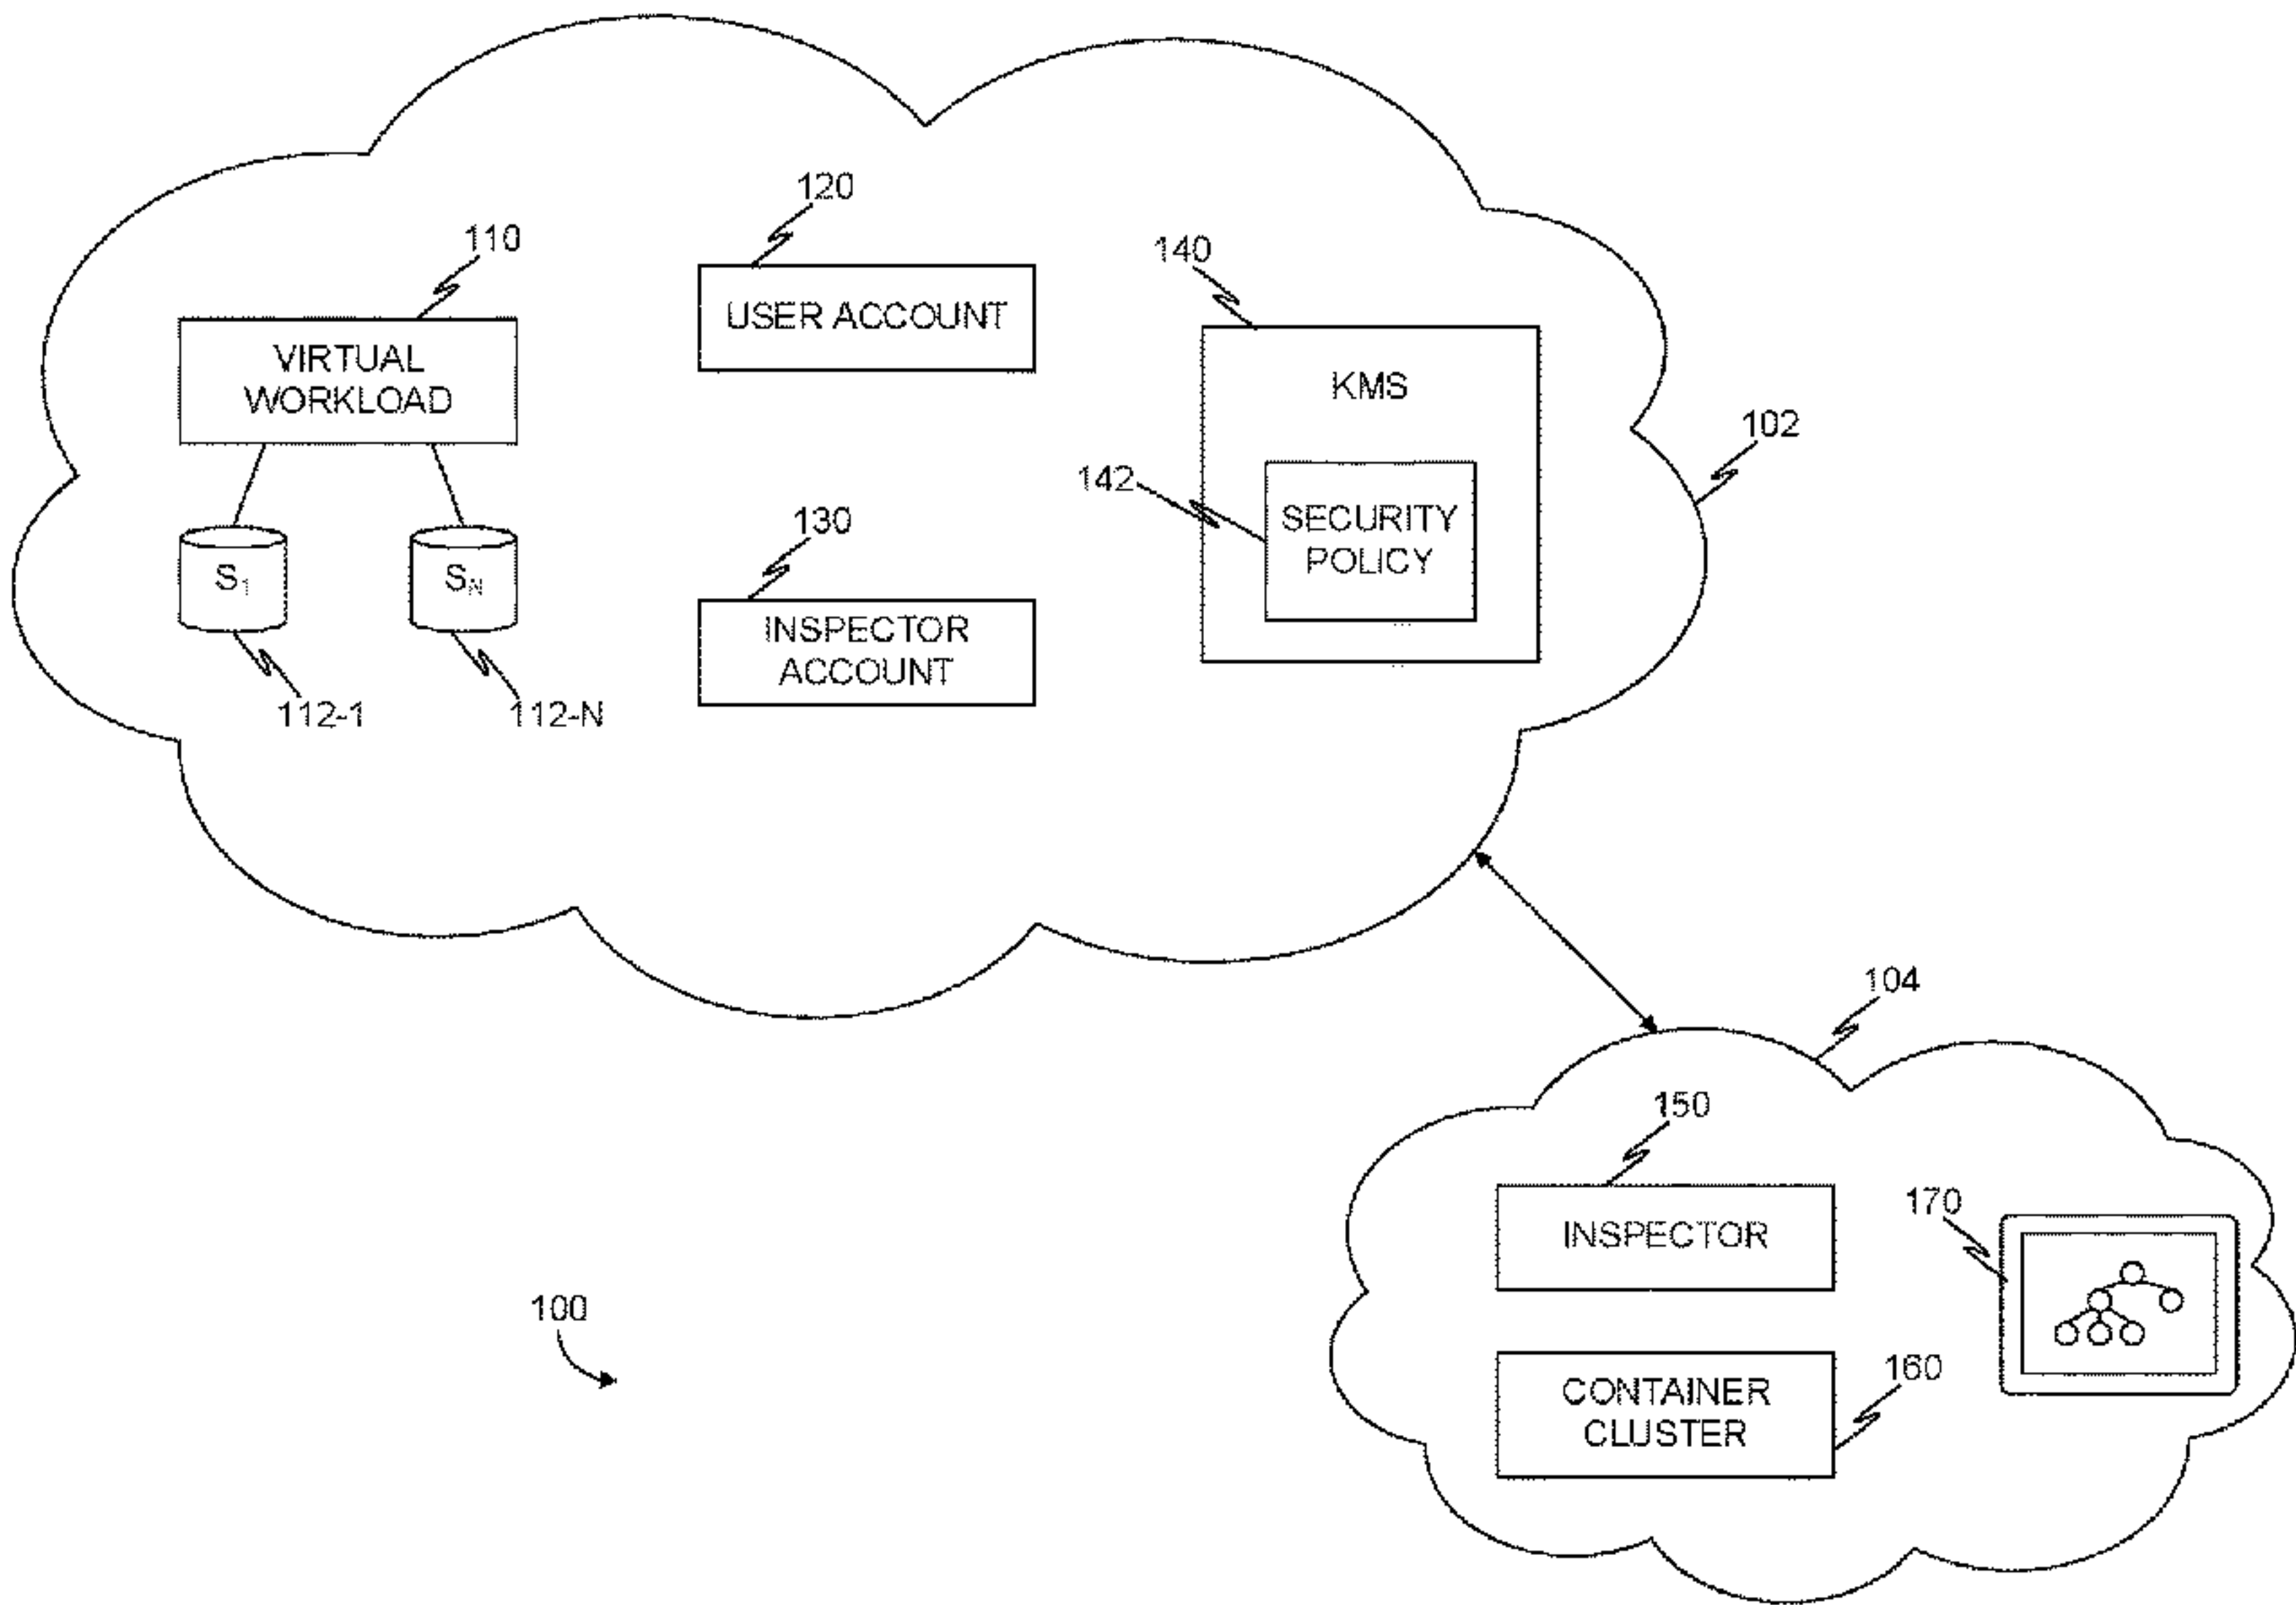 120
110
140
USER ACCOUNT
VIRTUAL
WORKLOAD
KMS
102
142
130
SECURITY
POLICY
S1
SN
INSPECTOR
ACCOUNT
112-1
112-N
104
150
170
INSPECTOR
100
160
CONTAINER
CLUSTER